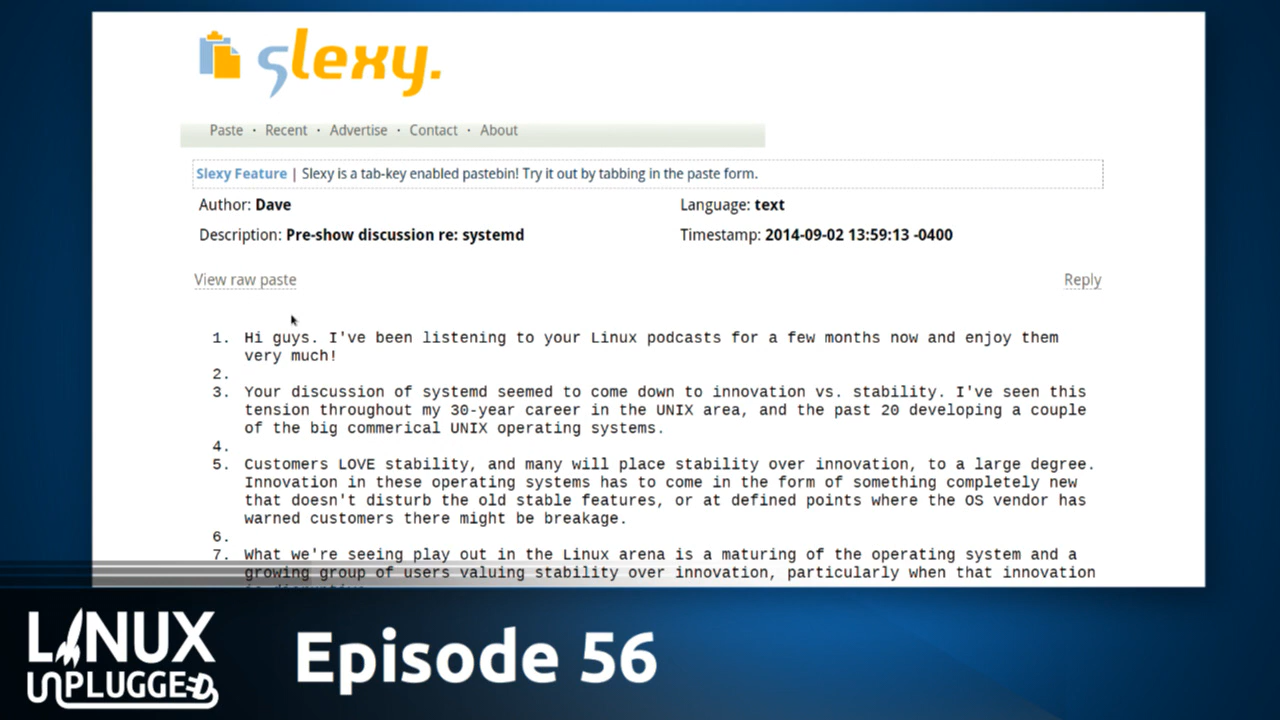 slexy.
Paste · Recent · Advertise · Contact · About
Slexy Feature | Slexy is a tab-key enabled pastebin! Try it out by tabbing in the paste form.
Author: Dave
Language: text
Description: Pre-show discussion re: systemd
Timestamp: 2014-09-02 13:59:13 -0400
View raw paste
Reply
1. Hi guys. I've been listening to your Linux podcasts for a few months now and enjoy them
very much!
2.
3. Your discussion of systemd seemed to come down to innovation vs. stability. I've seen this
tension throughout my 30-year career in the UNIX area, and the past 20 developing a couple
of the big commerical UNIX operating systems.
4.
5. Customers LOVE stability, and many will place stability over innovation, to a large degree.
Innovation in these operating systems has to come in the form of something completely new
that doesn't disturb the old stable features, or at defined points where the OS vendor has
warned customers there might be breakage.
6.
7. What we're seeing play out in the Linux arena is a maturing of the operating system and a
growing group of users valuing stability over innovation, particularly when that innovation
LINUX
UNPLUGGED
Episode 56